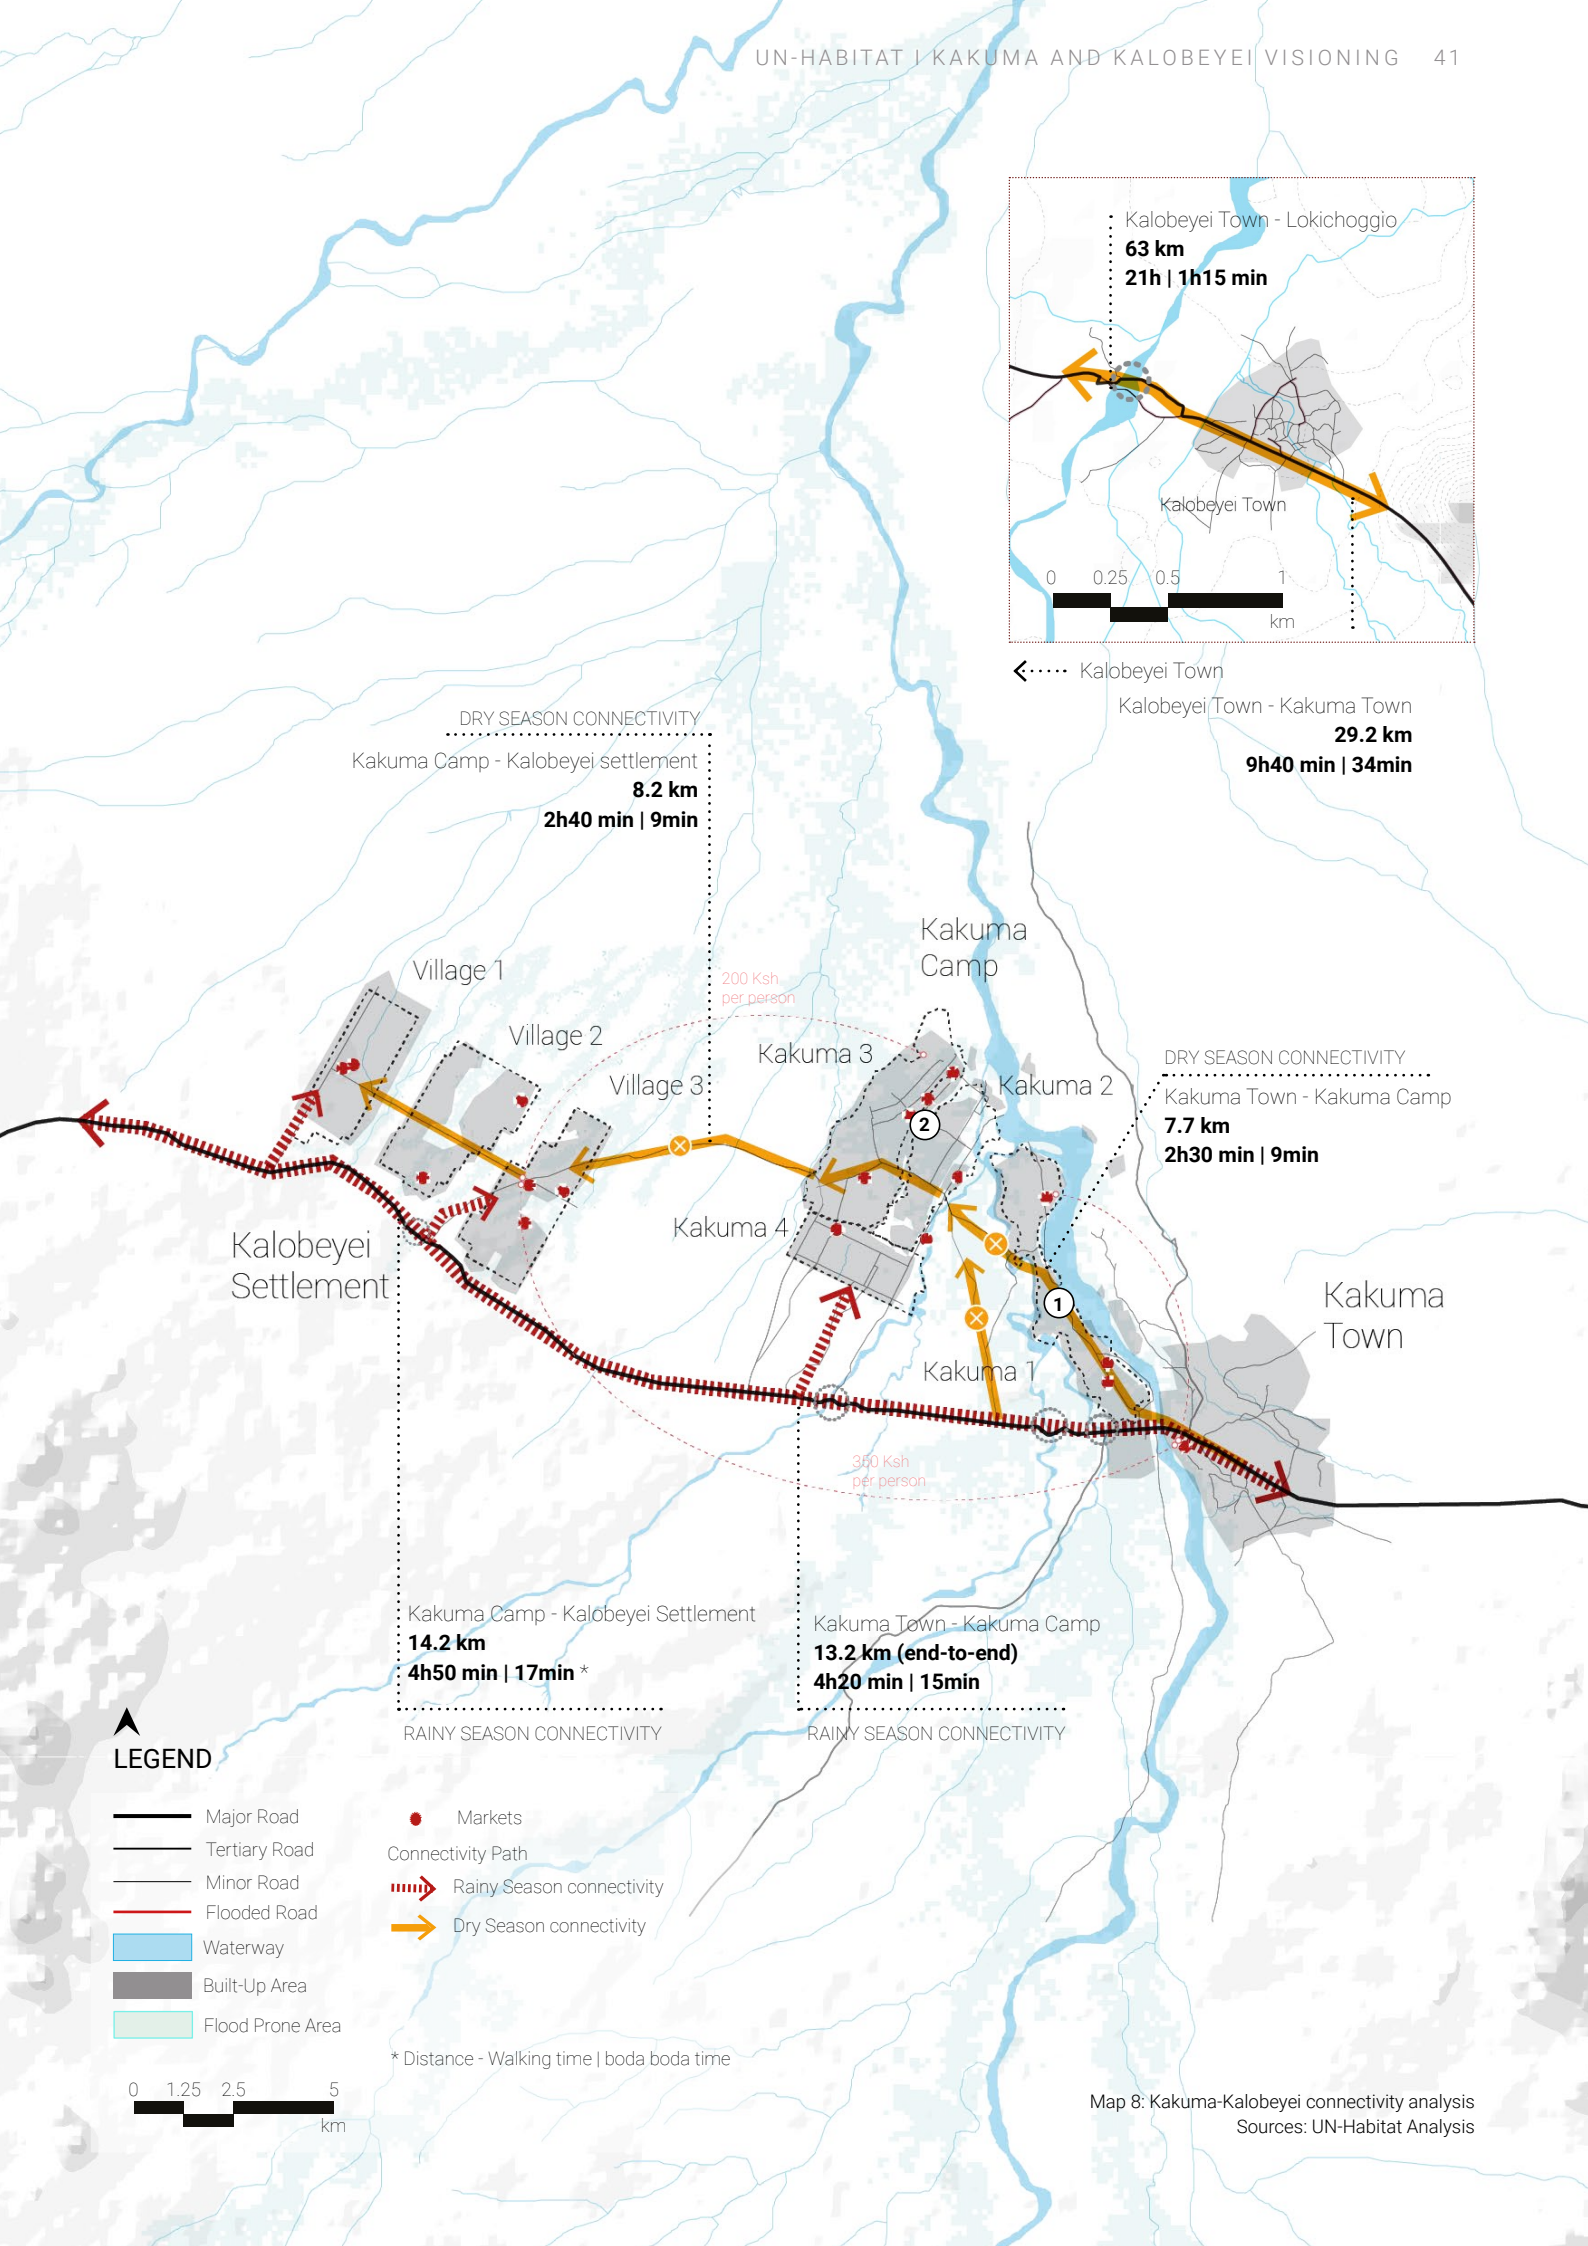 UN-HABITAT I KAKUMA AND KALOBEYEI VISIONING 41
Kalobeyei Town - Lokichoggio
63 km
21h | 1h15 min
Kalobeyei Town
0 0.25 0.5 1
km
Kalobeyei Town
Kalobeyei Town - Kakuma Town
29.2 km
9h40 min | 34min
DRY SEASON CONNECTIVITY
Kakuma Camp - Kalobeyei settlement
8.2 km
2h40 min | 9min
Kakuma
Camp
Village 1
200 Ksh
per person
Village 2
Kakuma 3
Village 3
Kakuma 2
DRY SEASON CONNECTIVITY
Kakuma Town - Kakuma Camp
7.7 km
2h30 min | 9min
2
Kakuma 4
Kalobeyei
Settlement
1
Kakuma
Town
Kakuma 1
350 Ksh
per person
Kakuma Camp - Kalobeyei Settlement
14.2 km
4h50 min | 17min *
RAINY SEASON CONNECTIVITY
Kakuma Town - Kakuma Camp
13.2 km (end-to-end)
4h20 min | 15min
RAINY SEASON CONNECTIVITY
LEGEND
Major Road
Tertiary Road
Minor Road
Flooded Road
Waterway
Built-Up Area
Flood Prone Area
Markets
Connectivity Path
Rainy Season connectivity
Dry Season connectivity
* Distance - Walking time | boda boda time
0 1.25 2.5 5
km
Map 8: Kakuma-Kalobeyei connectivity analysis
Sources: UN-Habitat Analysis